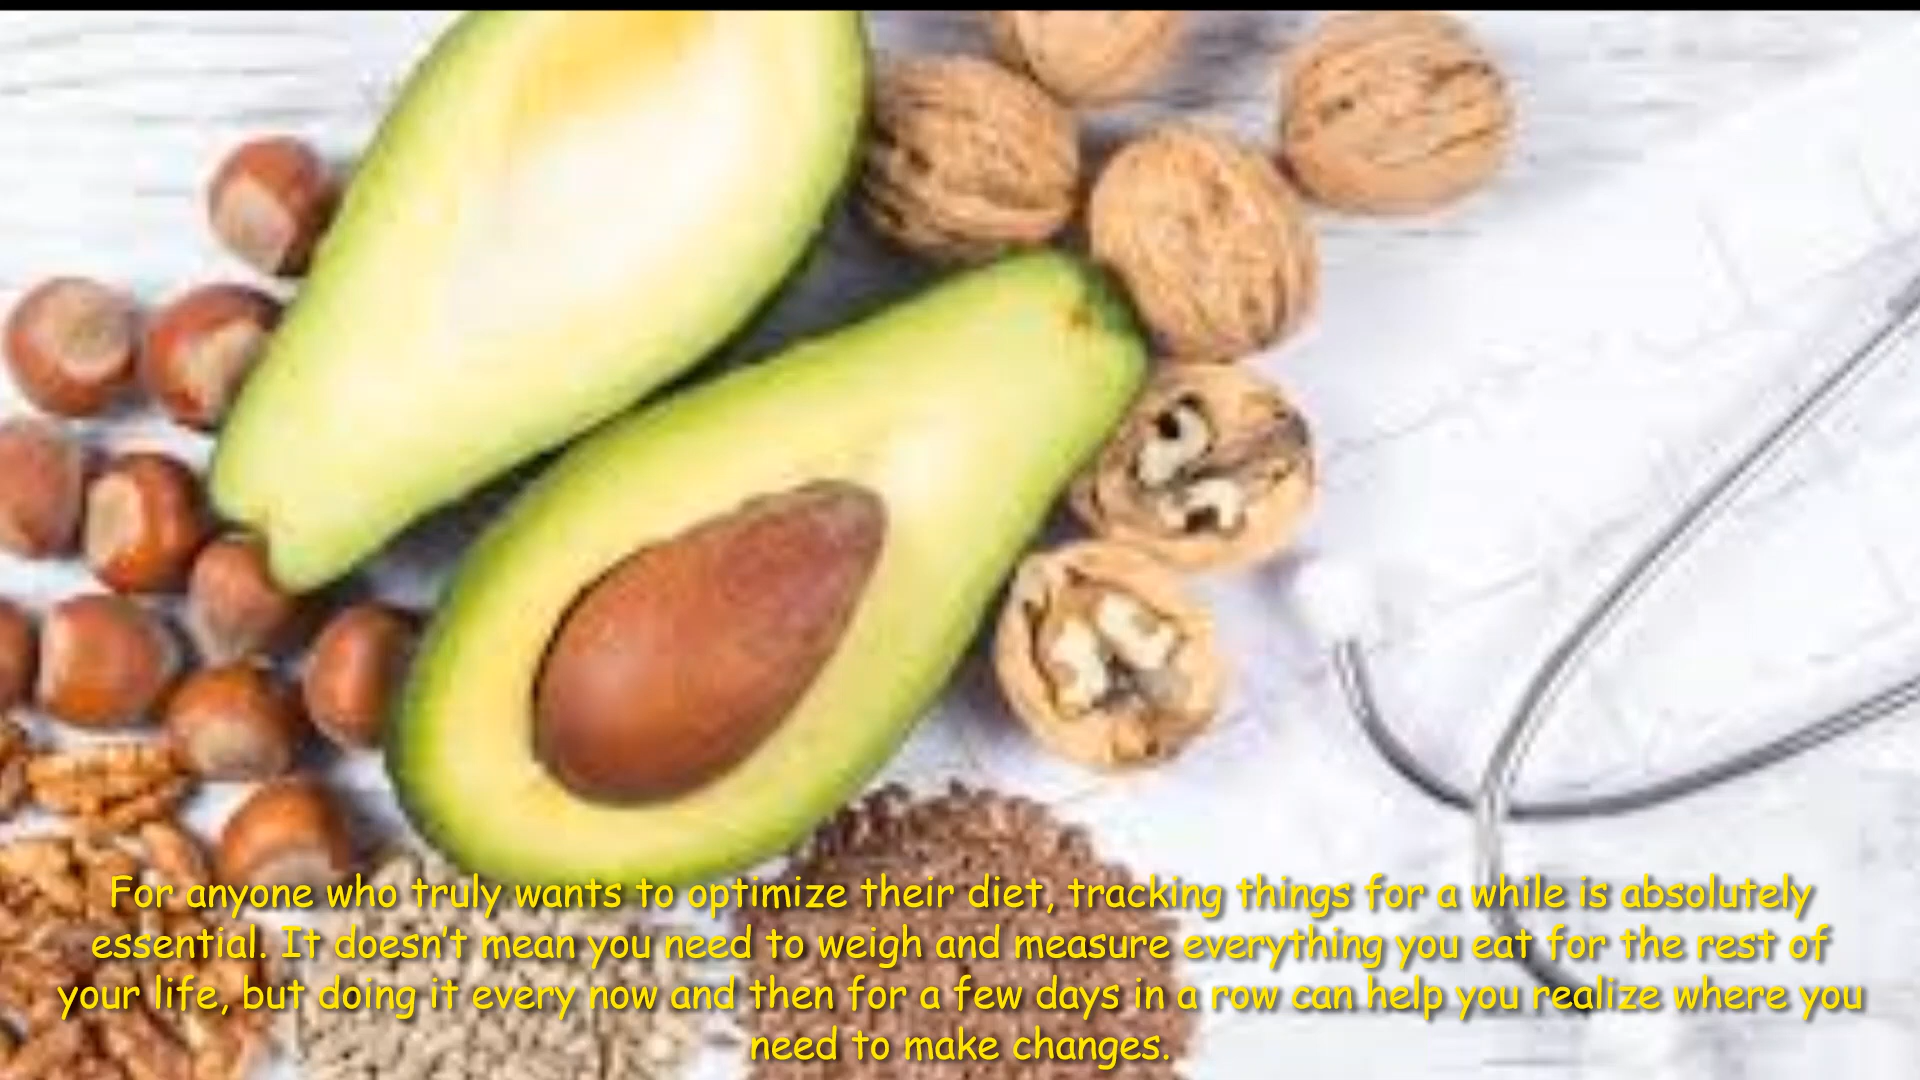 For anyone who truly wants to optimize their diet, tracking things for a while is absolutely
essential. It doesn't mean you need to weigh and measure everything you eat for the rest of
your life, but doing it every now and then for a few days in a row can help you realize where you
need to make changes.